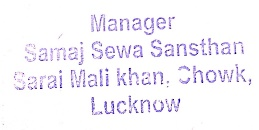 Manager
Samaj Sewa Sansthan
Sarai Mali khan, Chowk,
Lucknow